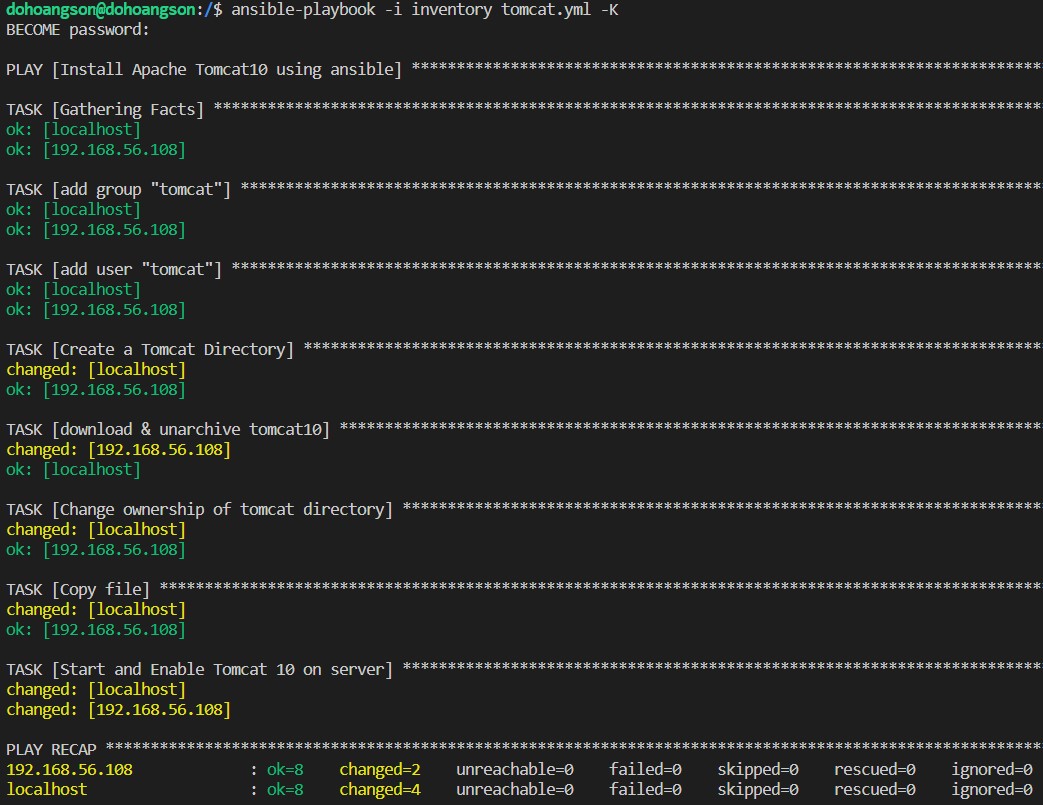 dohoangson@dohoangson:/$ ansible-playbook -i inventory tomcat.yml -K
BECOME password:
PLAY [Install Apache Tomcat10 using ansible] **********************************************************************
TASK [Gathering Facts] ********************************************************************************************
ok: [localhost]
ok: [192.168.56.108]
TASK [add group "tomcat"] *****************************************************************************************
ok: [localhost]
ok: [192.168.56.108]
TASK [add user "tomcat"] ******************************************************************************************
ok: [localhost]
ok: [192.168.56.108]
TASK [Create a Tomcat Directory] **********************************************************************************
changed: [localhost]
ok: [192.168.56.108]
TASK [download & unarchive tomcat10] ******************************************************************************
changed: [192.168.56.108]
ok: [localhost]
TASK [Change ownership of tomcat directory] ***********************************************************************
changed: [localhost]
ok: [192.168.56.108]
TASK [Copy file] **************************************************************************************************
changed: [localhost]
ok: [192.168.56.108]
TASK [Start and Enable Tomcat 10 on server] ***********************************************************************
changed: [localhost]
changed: [192.168.56.108]
PLAY RECAP ********************************************************************************************************
192.168.56.108             : ok=8    changed=2    unreachable=0    failed=0    skipped=0    rescued=0    ignored=0
localhost                  : ok=8    changed=4    unreachable=0    failed=0    skipped=0    rescued=0    ignored=0